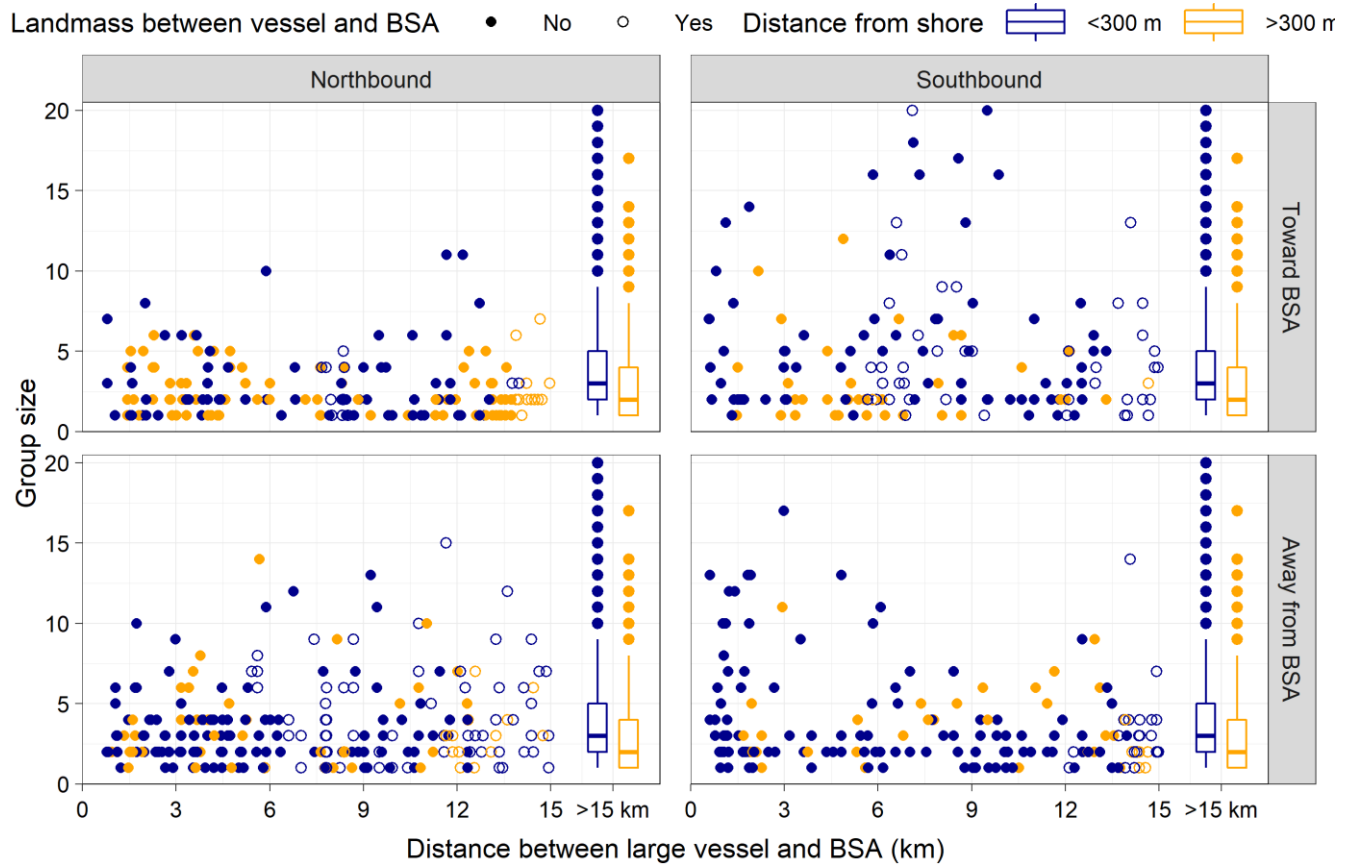 Landmass between vessel and BSA No Yes Distance from shore <300 m >300 m
Northbound Southbound
Group size
20
15
10
5
0
Toward BSA
20
15
10
5
0
Away from BSA
0 3 6 9 12 15 >15 km 0 3 6 9 12 15 >15 km
Distance between large vessel and BSA (km)